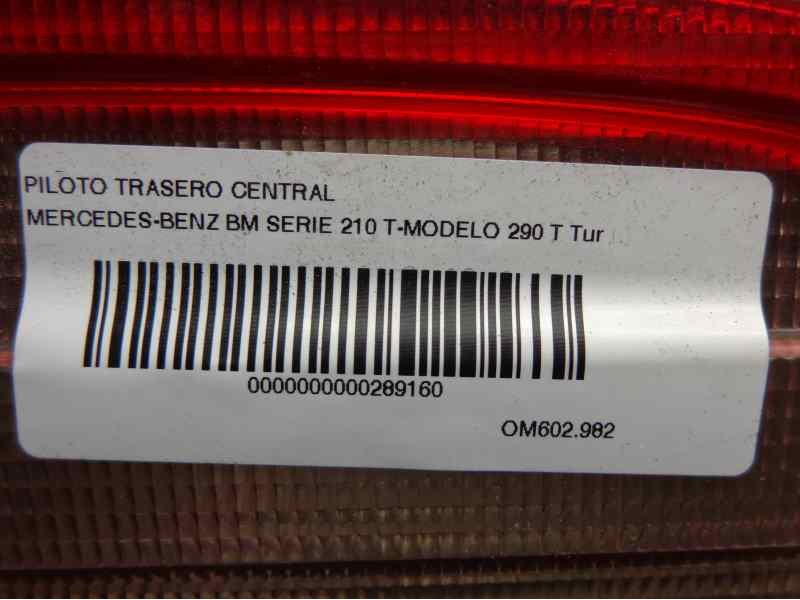 PILOTO TRASERO CENTRAL
MERCEDES-BENZ BM SERIE 210 T-MODELO 290 T Tur
0000000000289160
OM602.982